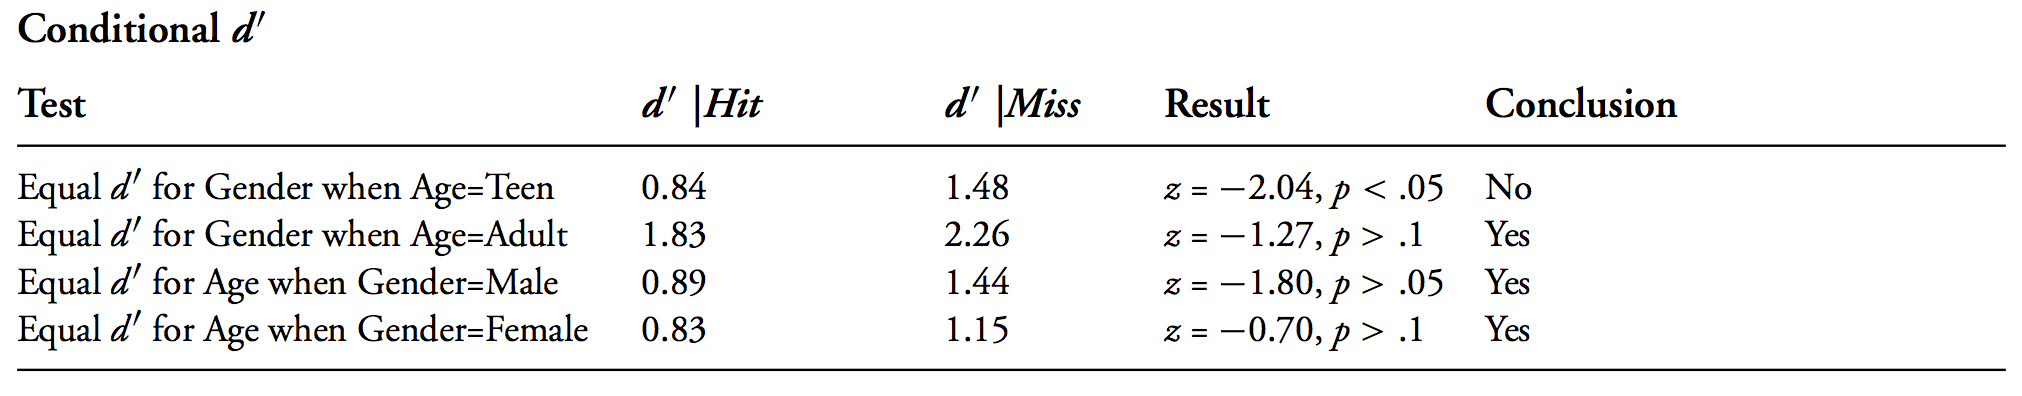 Conditional d′
Test d′ |Hit d′ |Miss Result Conclusion
Equal d′ for Gender when Age=Teen 0.84 1.48 z = −2.04, p < .05 No
Equal d′ for Gender when Age=Adult 1.83 2.26 z = −1.27, p > .1 Yes
Equal d′ for Age when Gender=Male 0.89 1.44 z = −1.80, p > .05 Yes
Equal d′ for Age when Gender=Female 0.83 1.15 z = −0.70, p > .1 Yes